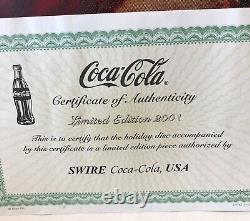 Coca-Cola
Certificate of Authenticity
Limited Edition 2001
This is to certify that the holiday disc accompanied
by this certificate is a limited edition piece authorized by
SWIRE Coca-Cola, USA